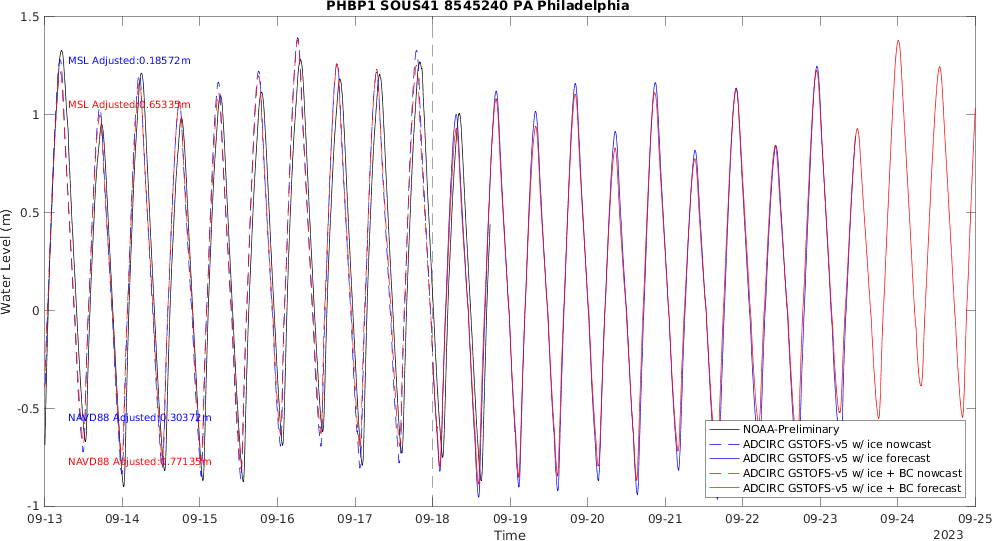 PHBP1 SOUS41 8545240 PA Philadelphia
Water Level (m)
1.5
1
0.5
0
-0.5
-1
MSL Adjusted:0.18572m
MSL Adjusted:0.65335m
NAVD88 Adjusted:0.30372m
NAVD88 Adjusted:0.77135m
NOAA-Preliminary
ADCIRC GSTOFS-v5 w/ ice nowcast
ADCIRC GSTOFS-v5 w/ ice forecast
ADCIRC GSTOFS-v5 w/ ice + BC nowcast
ADCIRC GSTOFS-v5 w/ ice + BC forecast
09-13 09-14 09-15 09-16 09-17 09-18 09-19 09-20 09-21 09-22 09-23 09-24 09-25
Time
2023